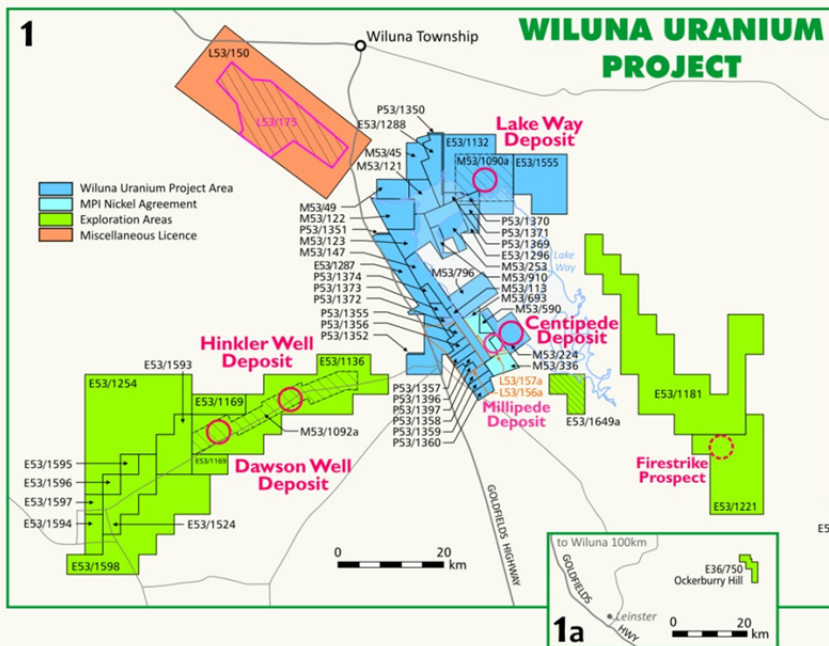 1
WILUNA URANIUM
PROJECT
Wiluna Township
L53/150
L53/175
P53/1350
E53/1288
Lake Way
Deposit
E53/1132
M53/45
M53/121
M53/1090a
E53/1555
Wiluna Uranium Project Area
MPI Nickel Agreement
Exploration Areas
Miscellaneous Licence
M53/49
M53/122
P53/1351
M53/123
M53/147
E53/1287
P53/1374
P53/1373
P53/1372
P53/1355
P53/1356
P53/1352
P53/1370
P53/1371
P53/1369
E53/1296
M53/253
M53/910
M53/113
M53/693
M53/590
Lake
Way
M53/796
Centipede
Deposit
M53/224
M53/336
L53/157a
L53/156a
Millipede
Deposit
P53/1357
P53/1396
P53/1397
P53/1358
P53/1359
P53/1360
Hinkler Well
Deposit
E53/1593
E53/1136
E53/1254
E53/1169
M53/1092a
E53/1169
Dawson Well
Deposit
E53/1595
E53/1596
E53/1597
E53/1594
E53/1524
E53/1598
E53/1649a
E53/1181
Firestrike
Prospect
E53/1221
GOLDFIELDS HIGHWAY
0 20
km
E5
to Wiluna 100km
GOLDFIELDS
HWY
E36/750
Ockerburry Hill
Leinster
0 20
km
1a